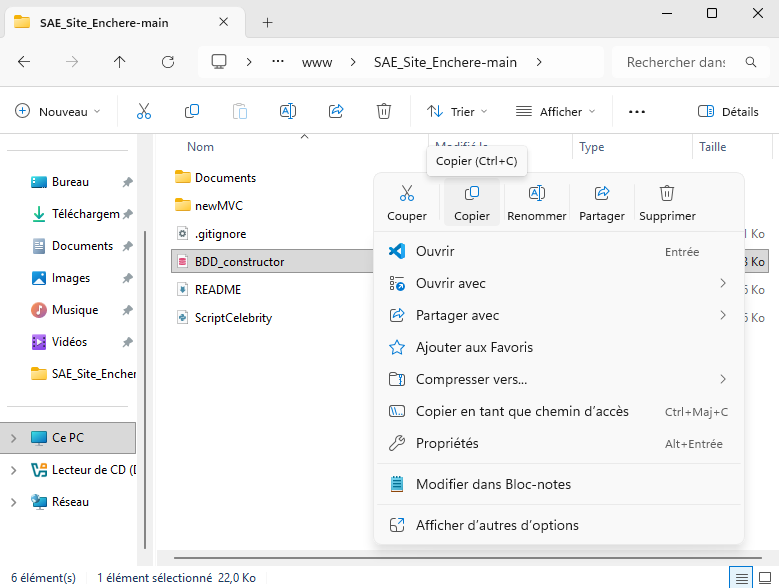 SAE_Site_Enchere-main
www
SAE_Site_Enchere-main
Rechercher dans
Nouveau
Trier
Afficher
Détails
Nom
Modifié le
Type
Taille
Copier (Ctrl+C)
Bureau
Téléchargem
Documents
Images
Musique
Vidéos
SAE_Site_Encher
Ce PC
Lecteur de CD (D
Réseau
Documents
newMVC
.gitignore
BDD_constructor
README
ScriptCelebrity
1 Ko
3 Ko
5 Ko
6 Ko
Couper
Copier
Renommer
Partager
Supprimer
Ouvrir
Entrée
Ouvrir avec
Partager avec
Ajouter aux Favoris
Compresser vers...
Copier en tant que chemin d’accès
Ctrl+Maj+C
Propriétés
Alt+Entrée
Modifier dans Bloc-notes
Afficher d’autres d’options
6 élément(s)
1 élément sélectionné
22,0 Ko